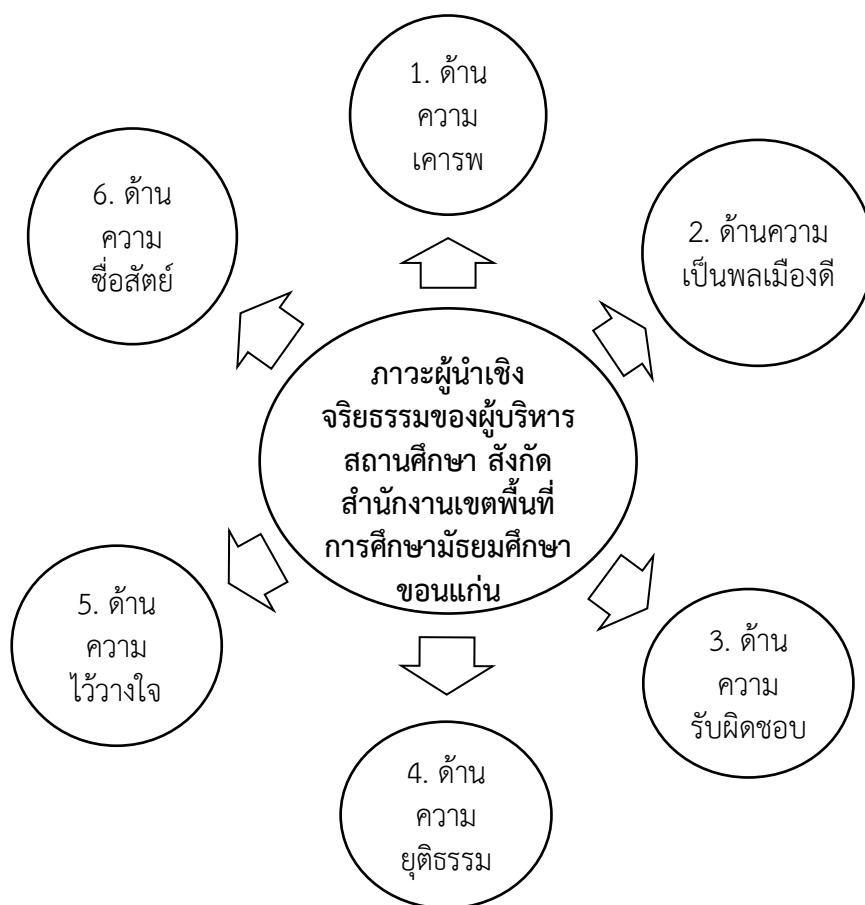 1. ด้าน
ความ
เคารพ
2. ด้านความ
เป็นพลเมืองดี
3. ด้าน
ความ
รับผิดชอบ
4. ด้าน
ความ
ยุติธรรม
5. ด้าน
ความ
ไว้วางใจ
6. ด้าน
ความ
ซื่อสัตย์
ภาวะผู้นำเชิง
จริยธรรมของผู้บริหาร
สถานศึกษา สังกัด
สำนักงานเขตพื้นที่
การศึกษามัธยมศึกษา
ขอนแก่น